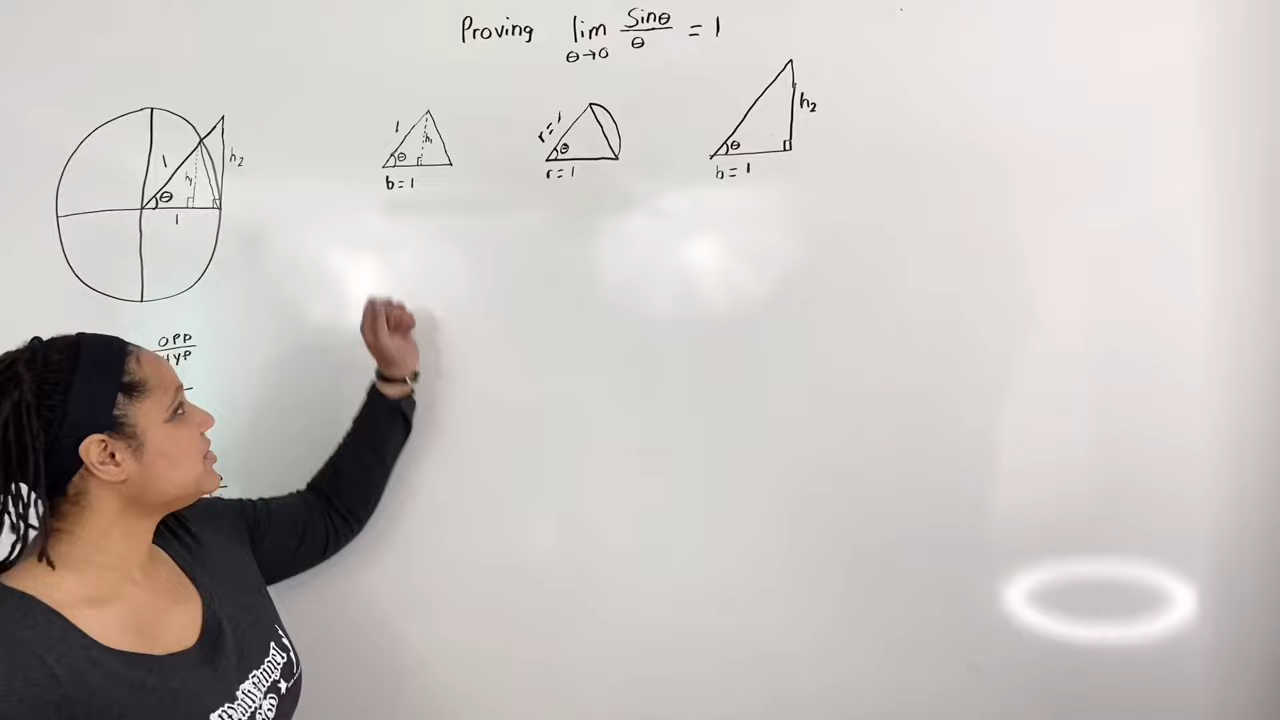 Proving lim θ→0 sinθ/θ = 1
1 h₁ θ 1 h₂
1 h₁ θ b = 1
r = 1 θ r = 1
θ h₂ b = 1
OPP
HYP